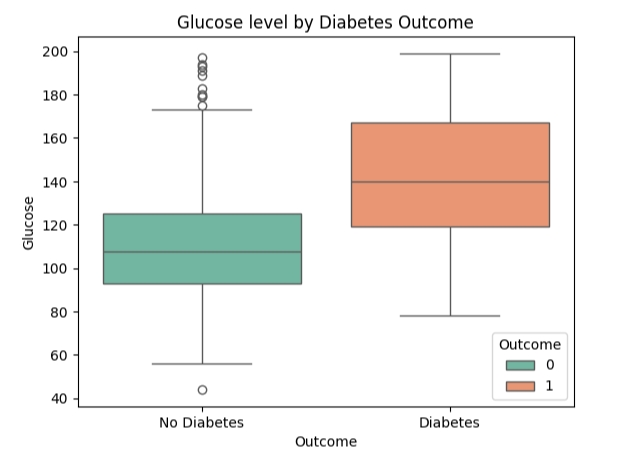 Glucose level by Diabetes Outcome
200
180
160
140
120
100
80
60
40
Glucose
No Diabetes
Diabetes
Outcome
Outcome
0
1